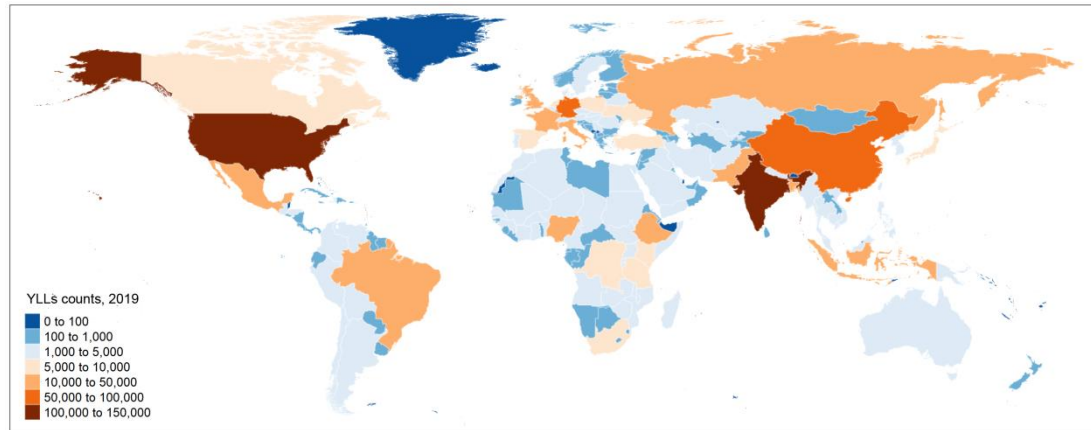 YLLs counts, 2019
0 to 100
100 to 1,000
1,000 to 5,000
5,000 to 10,000
10,000 to 50,000
50,000 to 100,000
100,000 to 150,000